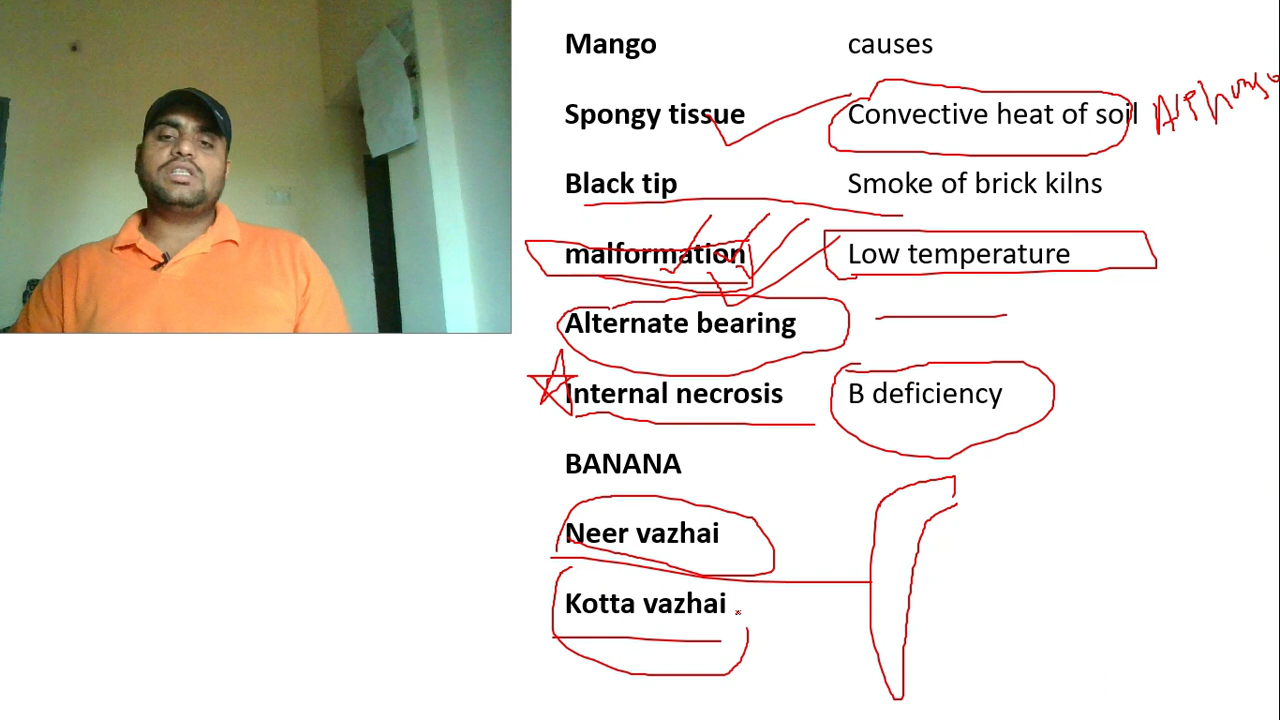 Mango causes
Spongy tissue Convective heat of soil
Black tip Smoke of brick kilns
malformation Low temperature
Alternate bearing
Internal necrosis B deficiency
BANANA
Neer vazhai
Kotta vazhai